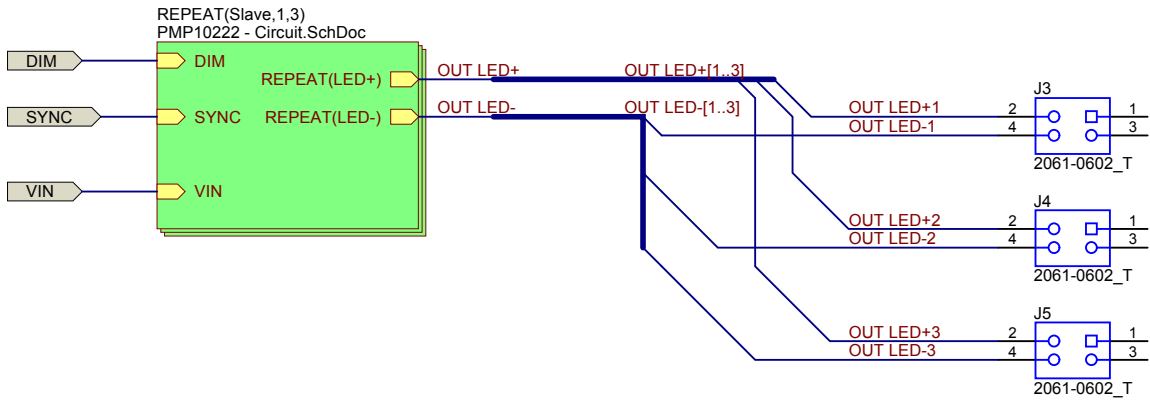 REPEAT(Slave,1,3)
PMP10222 - Circuit.SchDoc
DIM
DIM
REPEAT(LED+)
OUT LED+
OUT LED+[1..3]
SYNC
SYNC
REPEAT(LED-)
OUT LED-
OUT LED-[1..3]
VIN
VIN
J3
OUT LED+1
2
1
OUT LED-1
4
3
2061-0602_T
J4
OUT LED+2
2
1
OUT LED-2
4
3
2061-0602_T
J5
OUT LED+3
2
1
OUT LED-3
4
3
2061-0602_T